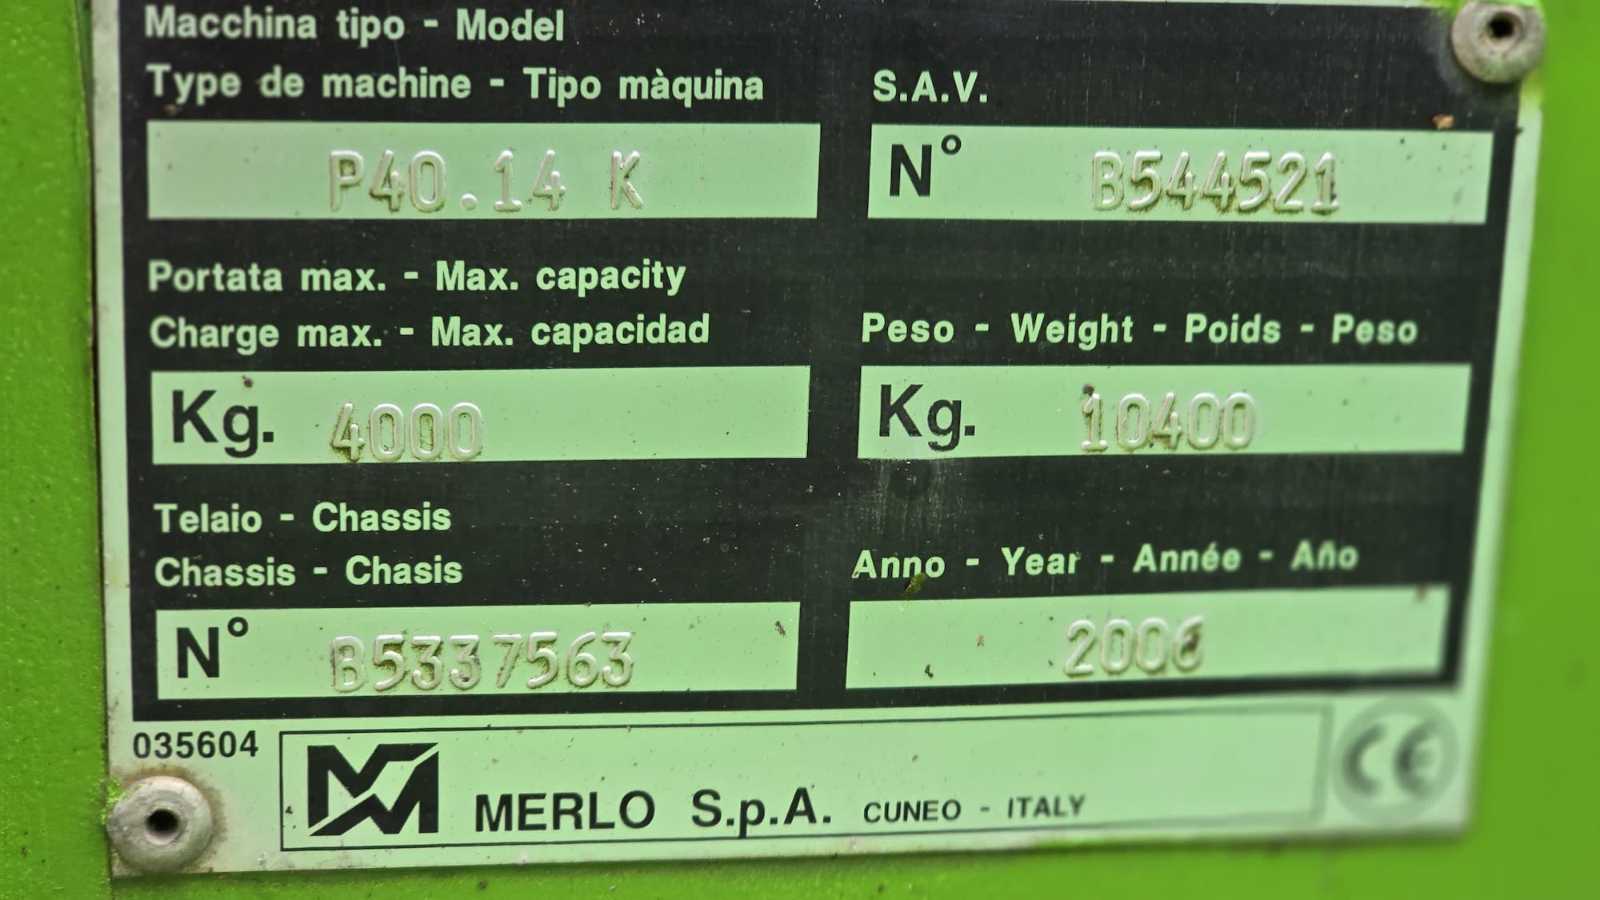 Macchina tipo - Model
Type de machine - Tipo màquina
S.A.V.
P40.14 K
N° B544521
Portata max. - Max. capacity
Charge max. - Max. capacidad
Peso - Weight - Poids - Peso
Kg. 4000
Kg. 10400
Telaio - Chassis
Chassis - Chasis
Anno - Year - Année - Año
N° B5337563
2006
035604
MERLO S.p.A. CUNEO - ITALY
CE